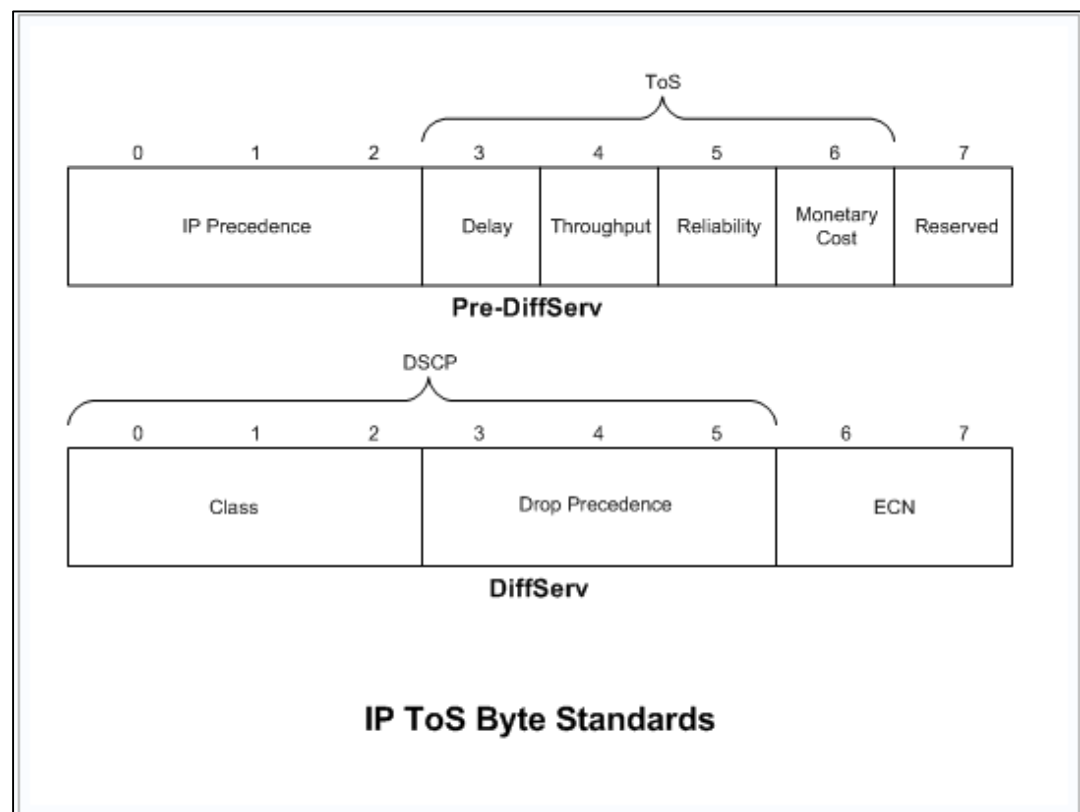 ToS
0 1 2 3 4 5 6 7
IP Precedence Delay Throughput Reliability Monetary Cost Reserved
Pre-DiffServ
DSCP
0 1 2 3 4 5 6 7
Class Drop Precedence ECN
DiffServ
IP ToS Byte Standards